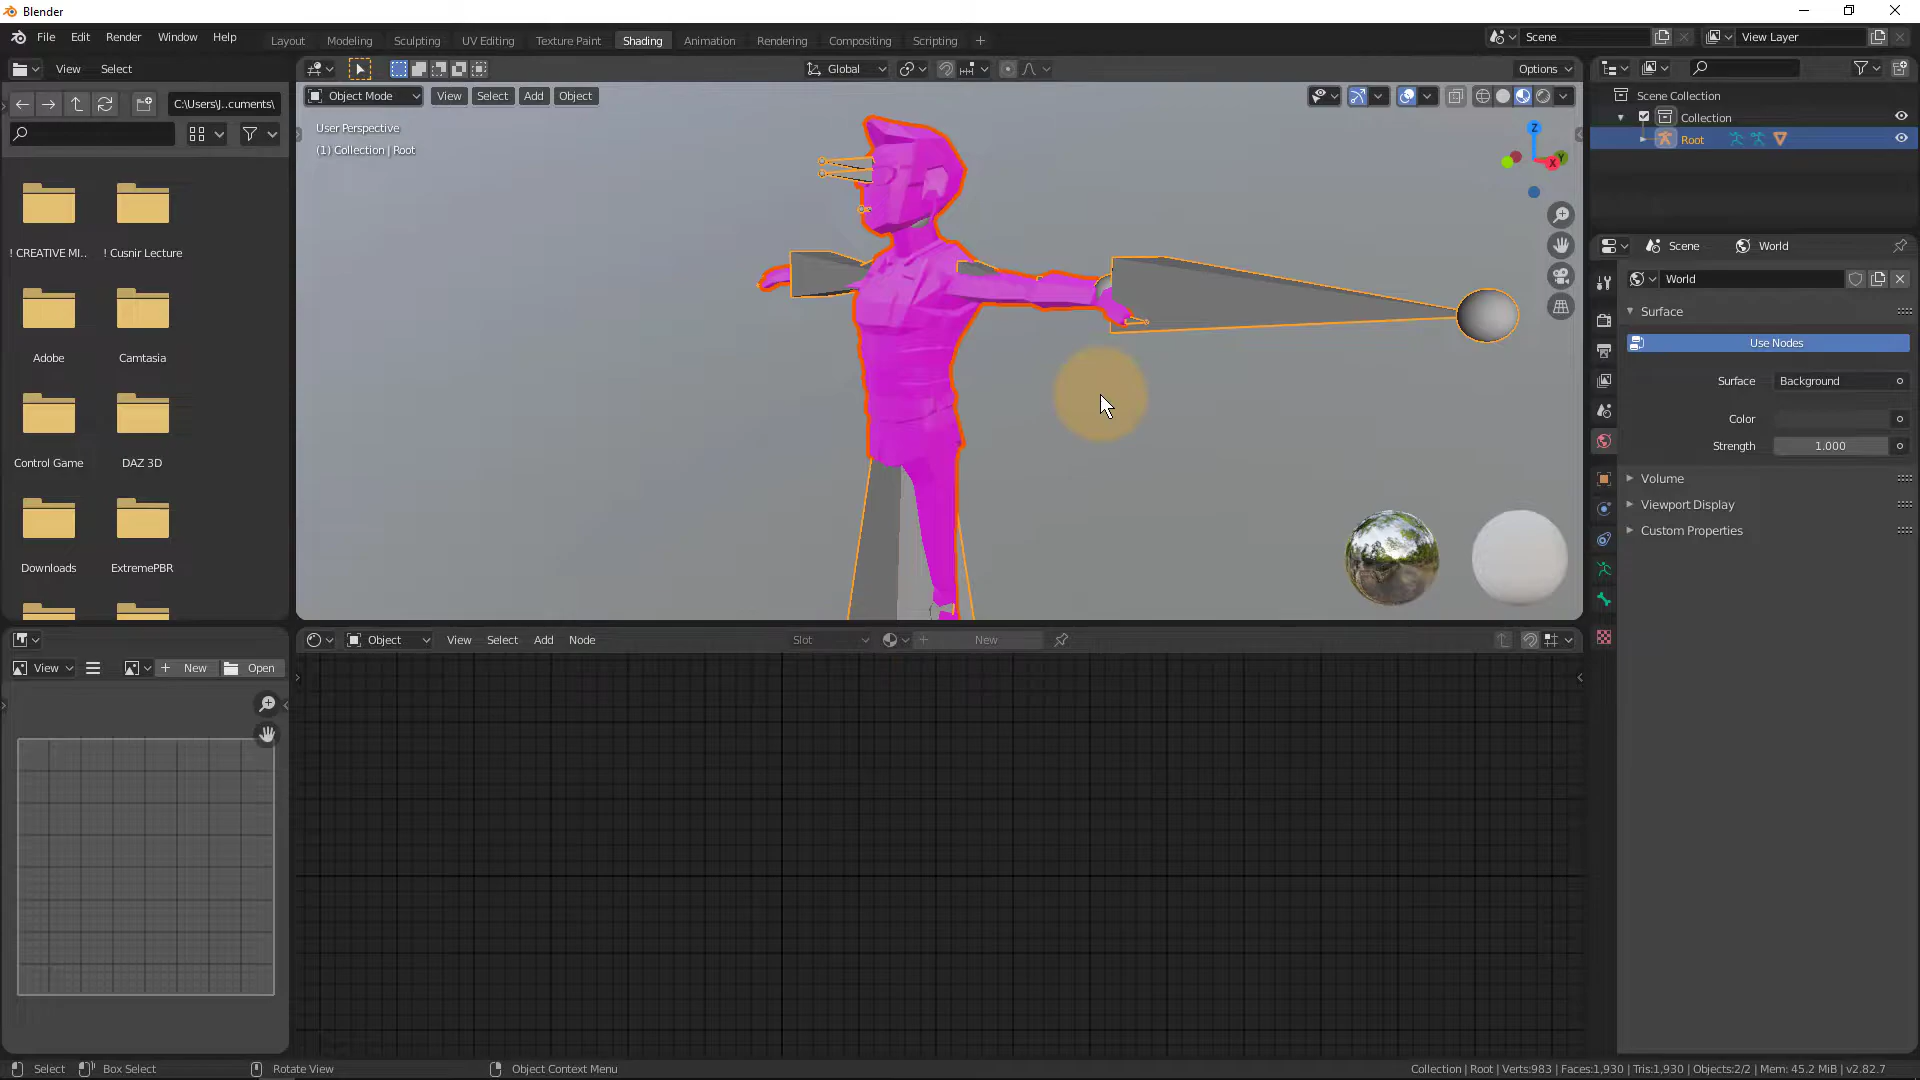 Blender
File Edit Render Window Help
Layout Modeling Sculpting UV Editing Texture Paint Shading Animation Rendering Compositing Scripting +
Scene
View Layer
View Select
Global
Options
C:\Users\J..cuments\
Object Mode View Select Add Object
User Perspective
(1) Collection | Root
Z
Y
X
Scene Collection
Collection
Root
! CREATIVE MI..
! Cusnir Lecture
Adobe
Camtasia
Control Game
DAZ 3D
Downloads
ExtremePBR
Scene World
World
Surface
Use Nodes
Surface Background
Color
Strength 1.000
Volume
Viewport Display
Custom Properties
Object View Select Add Node Slot New
View New Open
Select Box Select Rotate View Object Context Menu
Collection | Root | Verts:983 | Faces:1,930 | Tris:1,930 | Objects:2/2 | Mem: 45.2 MiB | v2.82.7